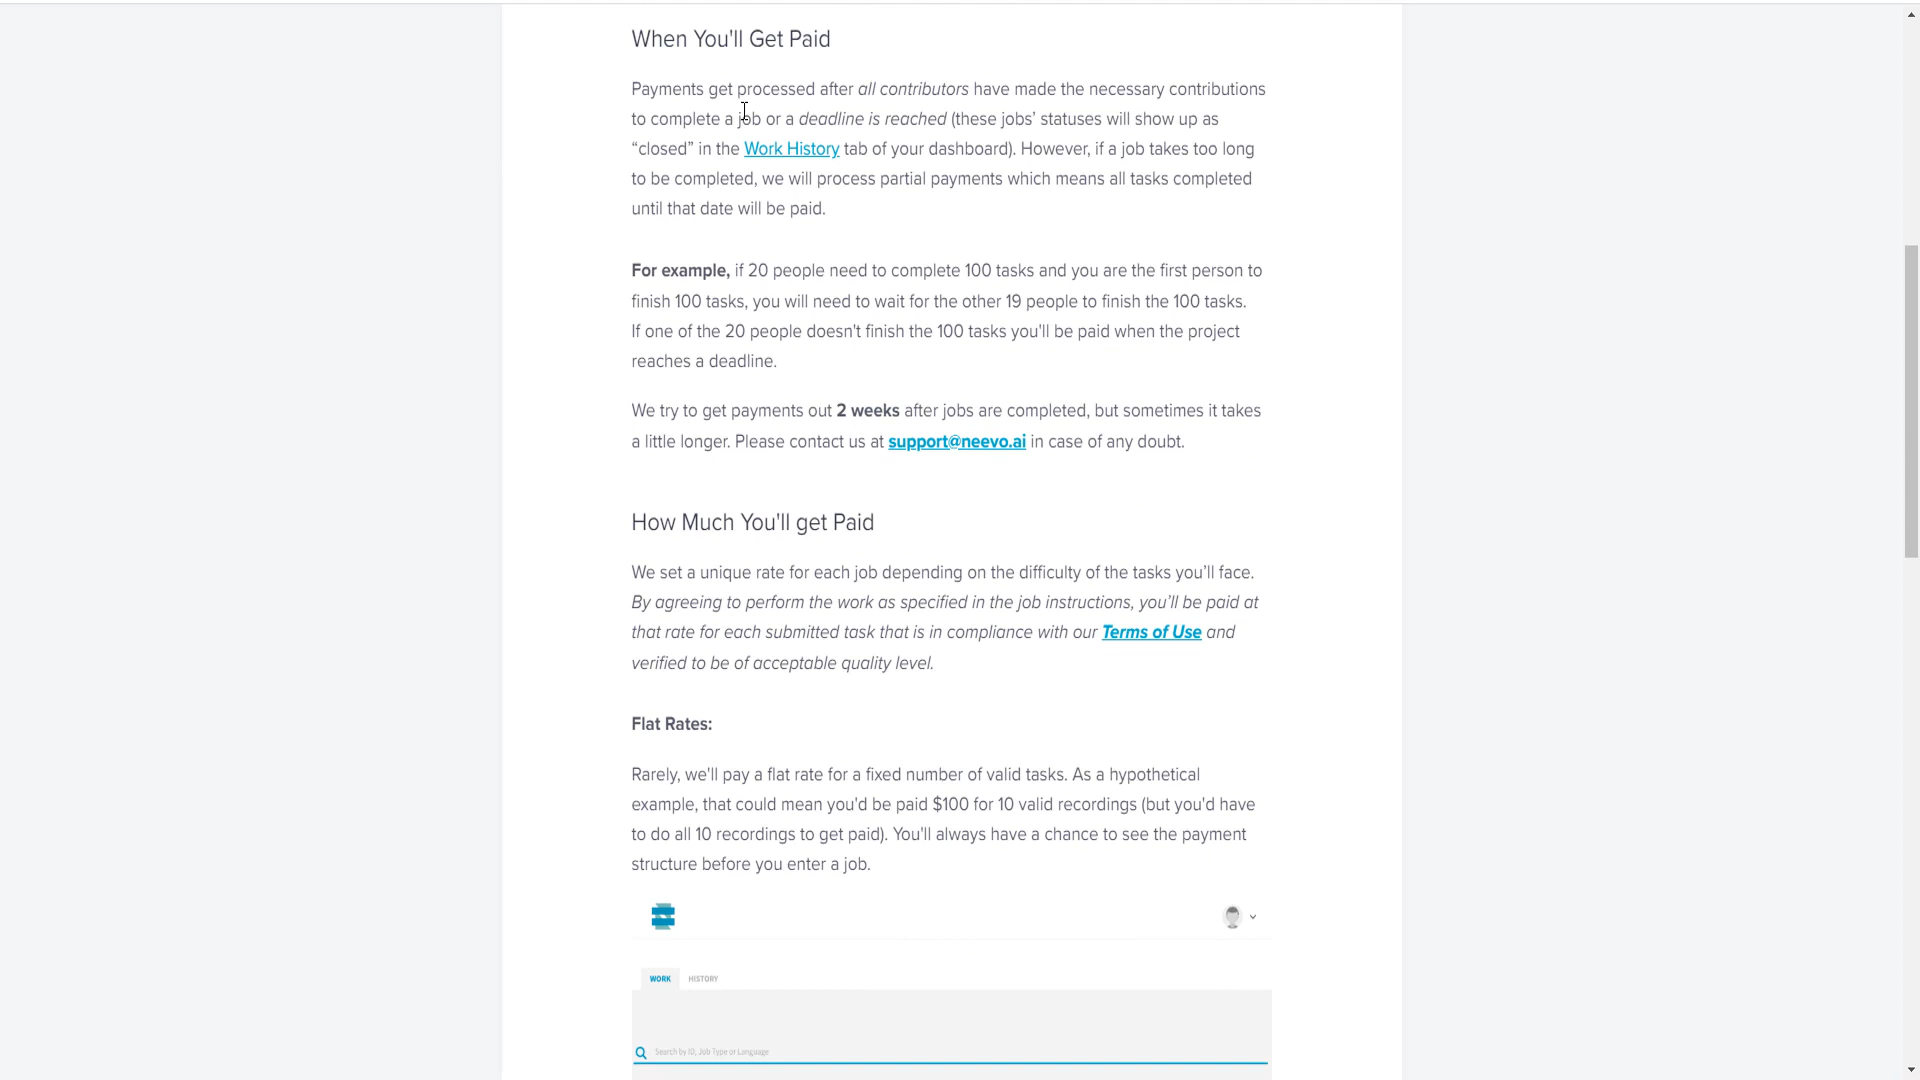 When You'll Get Paid
Payments get processed after all contributors have made the necessary contributions
to complete a job or a deadline is reached (these jobs’ statuses will show up as
“closed” in the Work History tab of your dashboard). However, if a job takes too long
to be completed, we will process partial payments which means all tasks completed
until that date will be paid.
For example, if 20 people need to complete 100 tasks and you are the first person to
finish 100 tasks, you will need to wait for the other 19 people to finish the 100 tasks.
If one of the 20 people doesn't finish the 100 tasks you'll be paid when the project
reaches a deadline.
We try to get payments out 2 weeks after jobs are completed, but sometimes it takes
a little longer. Please contact us at support@neevo.ai in case of any doubt.
How Much You'll get Paid
We set a unique rate for each job depending on the difficulty of the tasks you’ll face.
By agreeing to perform the work as specified in the job instructions, you’ll be paid at
that rate for each submitted task that is in compliance with our Terms of Use and
verified to be of acceptable quality level.
Flat Rates:
Rarely, we'll pay a flat rate for a fixed number of valid tasks. As a hypothetical
example, that could mean you'd be paid $100 for 10 valid recordings (but you'd have
to do all 10 recordings to get paid). You'll always have a chance to see the payment
structure before you enter a job.
WORK HISTORY
Search by ID, Job Type or Language